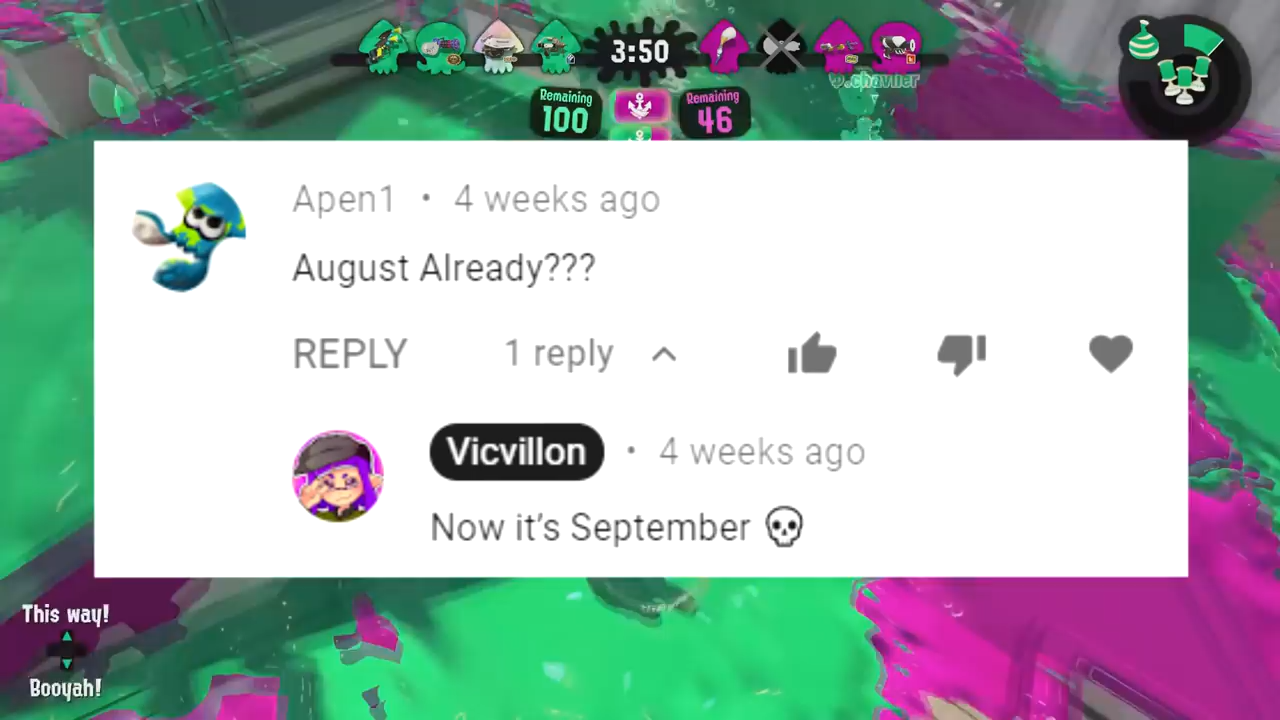 3:50
Remaining
100
Remaining
46
Apen1 • 4 weeks ago
August Already???
REPLY 1 reply
Vicvillon • 4 weeks ago
Now it's September 💀
This way!
Booyah!